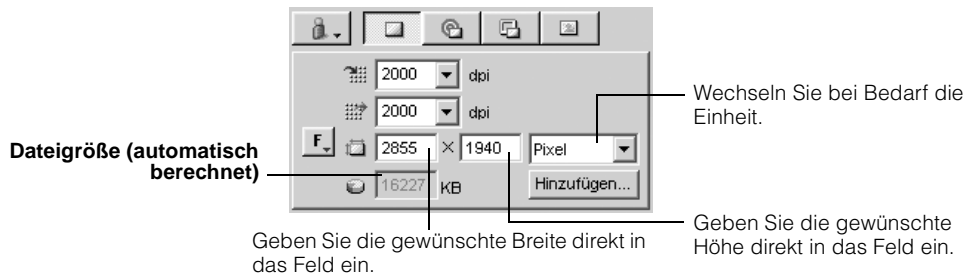 2000 dpi
2000 dpi
Wechseln Sie bei Bedarf die
Einheit.
F
2855 × 1940 Pixel
Dateigröße (automatisch
berechnet)
16227 KB Hinzufügen...
Geben Sie die gewünschte
Höhe direkt in das Feld ein.
Geben Sie die gewünschte Breite direkt in
das Feld ein.